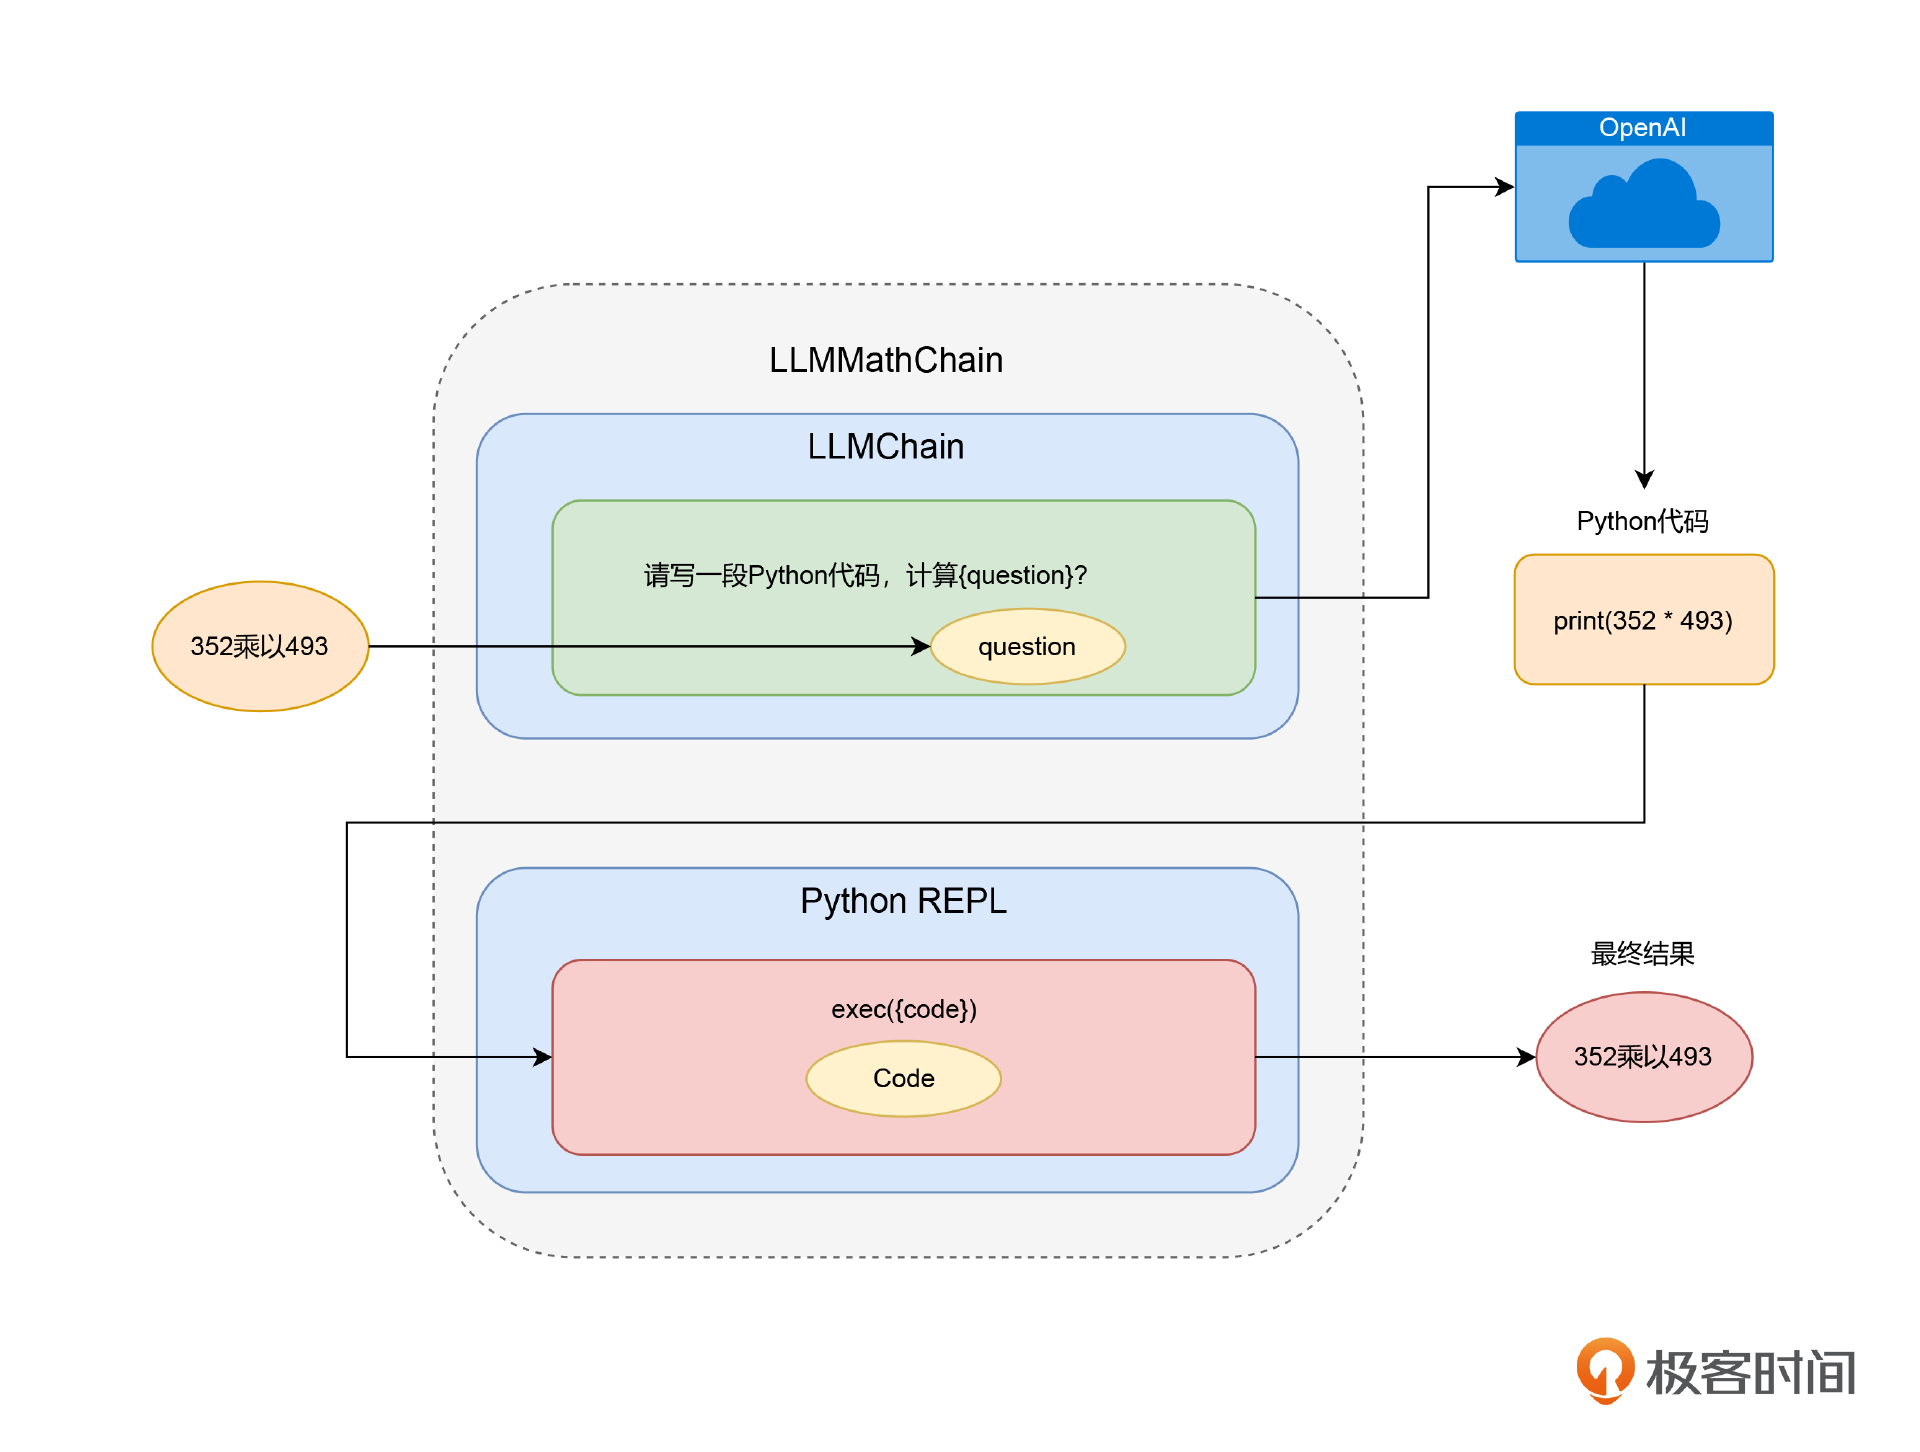 OpenAI
LLMMathChain
LLMChain
Python代码
请写一段Python代码，计算{question}?
print(352 * 493)
352乘以493
question
Python REPL
最终结果
exec({code})
352乘以493
Code
极客时间